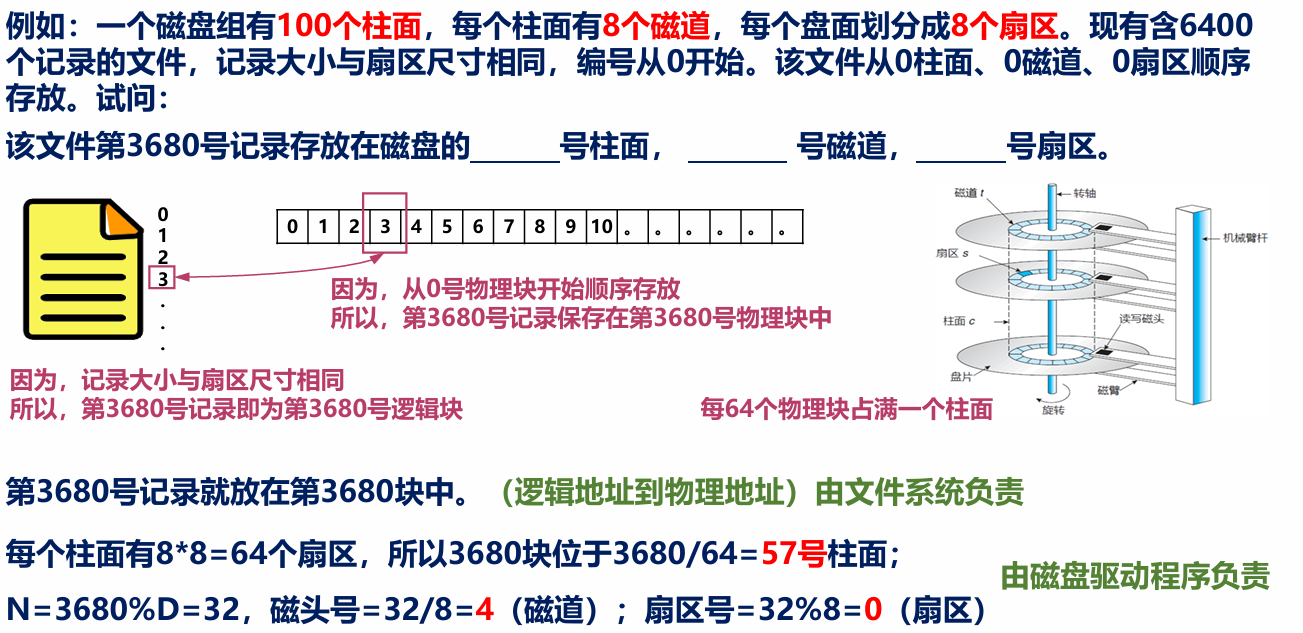 例如：一个磁盘组有100个柱面，每个柱面有8个磁道，每个盘面划分成8个扇区。现有含6400
个记录的文件，记录大小与扇区尺寸相同，编号从0开始。该文件从0柱面、0磁道、0扇区顺序
存放。试问：
该文件第3680号记录存放在磁盘的______号柱面， ______ 号磁道，______号扇区。
0
1
2
3
.
.
.
0 1 2 3 4 5 6 7 8 9 10 。 。 。 。 。 。
因为，从0号物理块开始顺序存放
所以，第3680号记录保存在第3680号物理块中
因为，记录大小与扇区尺寸相同
所以，第3680号记录即为第3680号逻辑块
每64个物理块占满一个柱面
磁道 t
转轴
机械臂杆
扇区 s
柱面 c
读写磁头
盘片
磁臂
旋转
第3680号记录就放在第3680块中。（逻辑地址到物理地址）由文件系统负责
每个柱面有8*8=64个扇区，所以3680块位于3680/64=57号柱面；
由磁盘驱动程序负责
N=3680%D=32，磁头号=32/8=4（磁道）；扇区号=32%8=0（扇区）